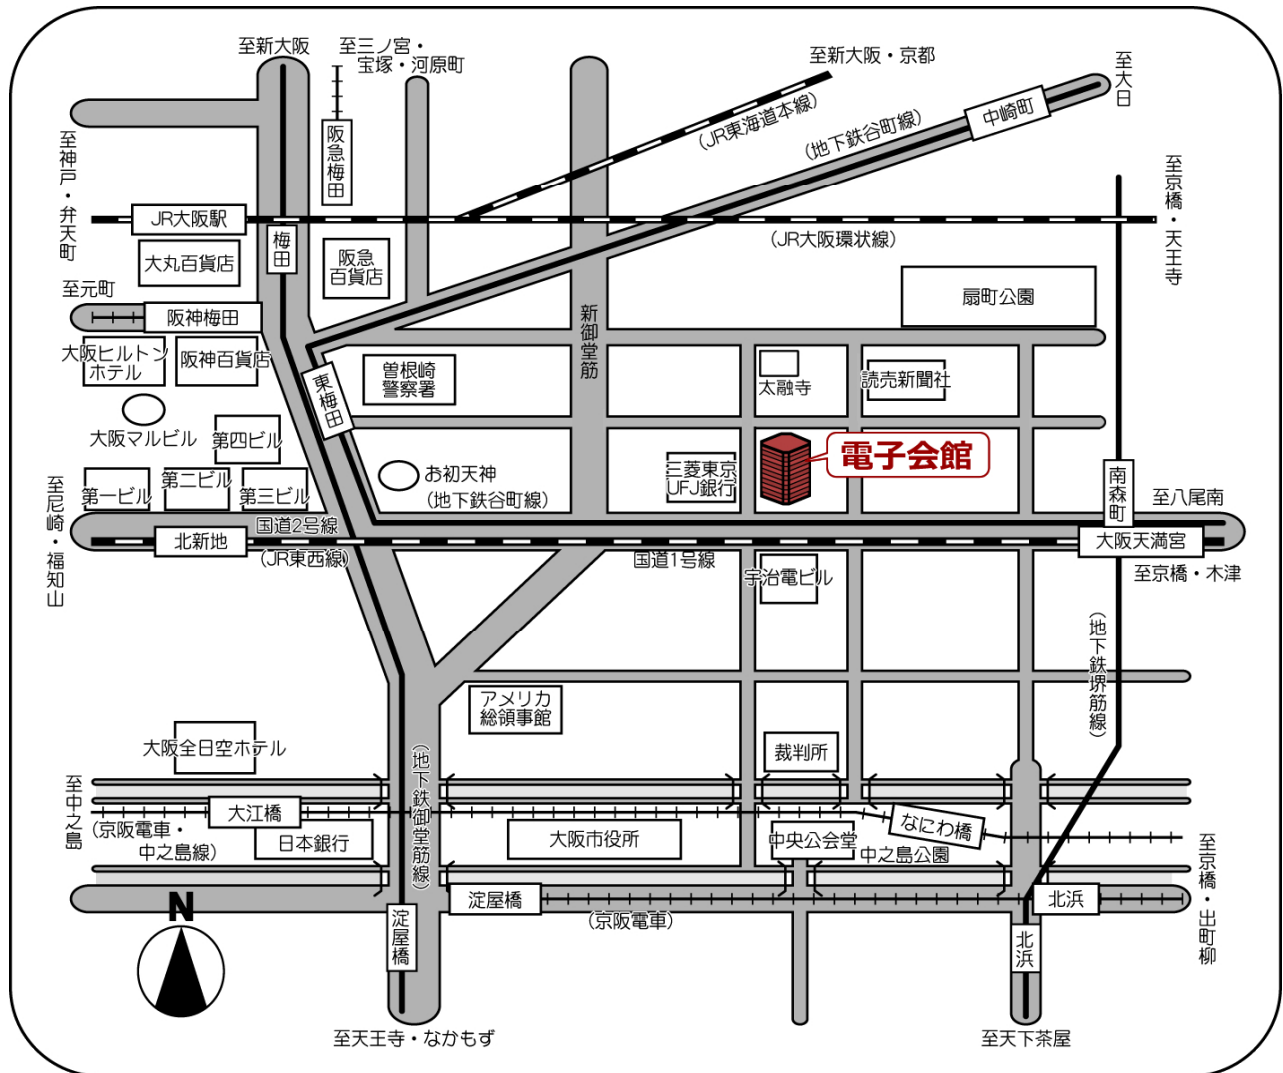 至新大阪
至三ノ宮・
宝塚・河原町
至新大阪・京都
至大日
至神戸・弁天町
阪急梅田
(JR東海道本線)
(地下鉄谷町線)
中崎町
至京橋・天王寺
JR大阪駅
梅田
(JR大阪環状線)
大丸百貨店
阪急
百貨店
至元町
阪神梅田
新御堂筋
扇町公園
大阪ヒルトン
ホテル
阪神百貨店
東梅田
曽根崎
警察署
太融寺
読売新聞社
大阪マルビル
第四ビル
お初天神
(地下鉄谷町線)
三菱東京
UFJ銀行
電子会館
南森町
至八尾南
至尼崎・福知山
第一ビル
第二ビル
第三ビル
国道2号線
北新地
(JR東西線)
国道1号線
宇治電ビル
大阪天満宮
至京橋・木津
(地下鉄堺筋線)
アメリカ
総領事館
大阪全日空ホテル
(地下鉄御堂筋線)
裁判所
至中之島
大江橋
(京阪電車・
中之島線)
日本銀行
大阪市役所
中央公会堂
なにわ橋
中之島公園
至京橋・出町柳
N
淀屋橋
淀屋橋
(京阪電車)
北浜
北浜
至天王寺・なかもず
至天下茶屋